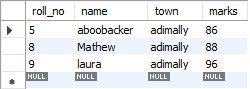 roll_no name town marks
5 aboobacker adimally 86
8 Mathew adimally 88
9 laura adimally 96
NULL NULL NULL NULL